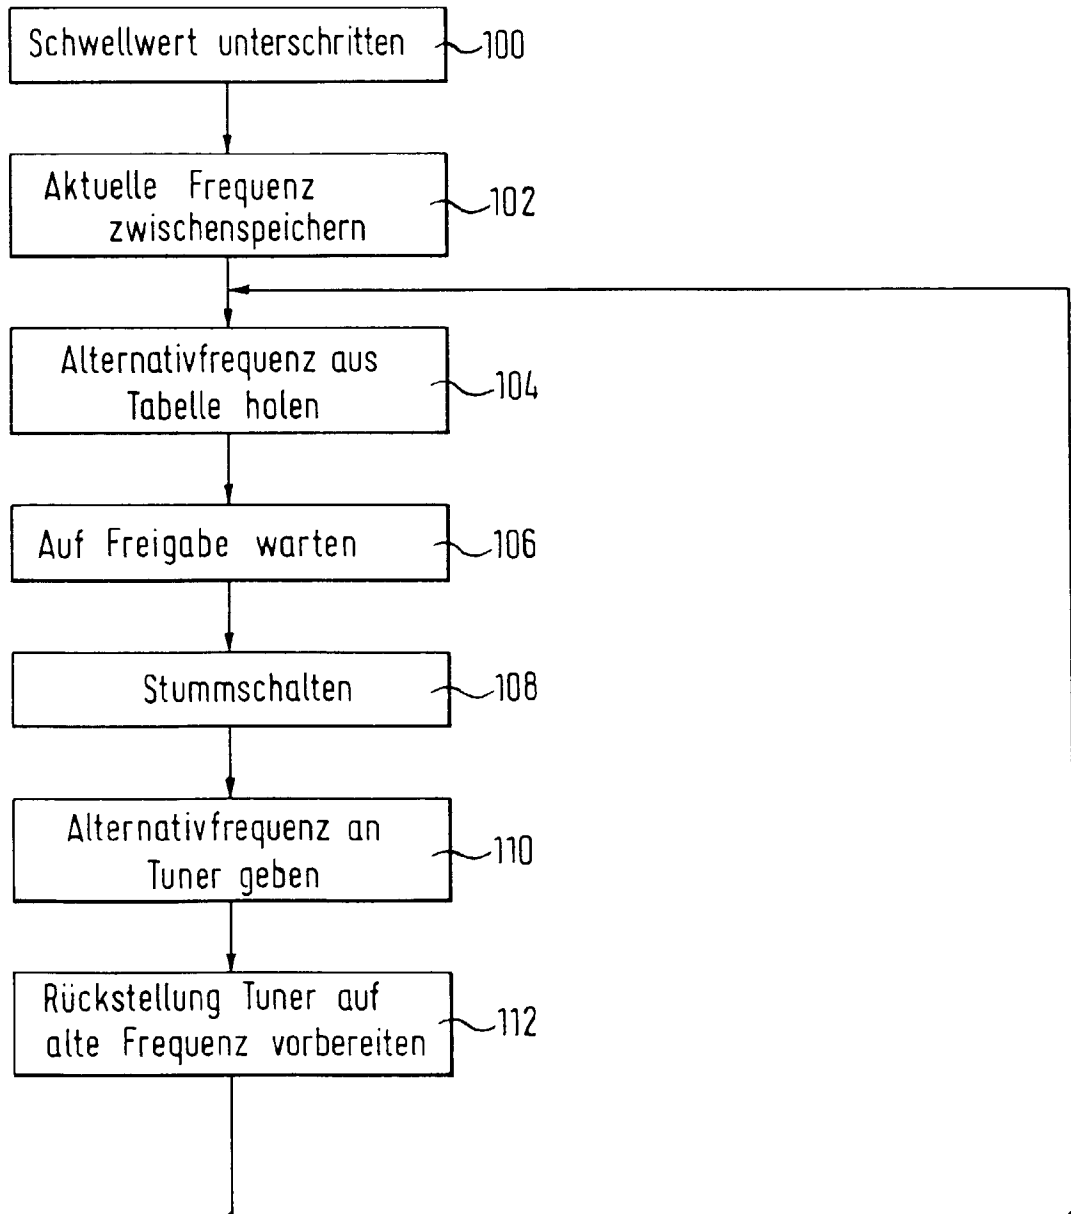 Schwellwert unterschritten 100
Aktuelle Frequenz
zwischenspeichern 102
Alternativfrequenz aus
Tabelle holen 104
Auf Freigabe warten 106
Stummschalten 108
Alternativfrequenz an
Tuner geben 110
Rückstellung Tuner auf
alte Frequenz vorbereiten 112